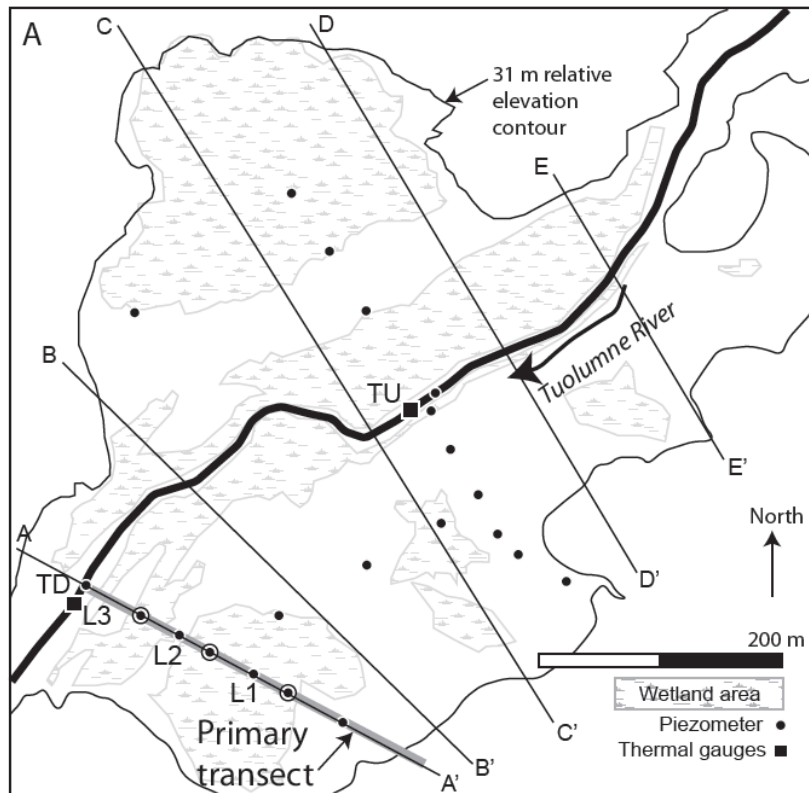 A
C
D
31 m relative
elevation
contour
E
B
TU
Tuolumne River
E'
North
A
TD
L3
L2
L1
D'
200 m
Wetland area
Piezometer
Thermal gauges
C'
Primary
transect
B'
A'